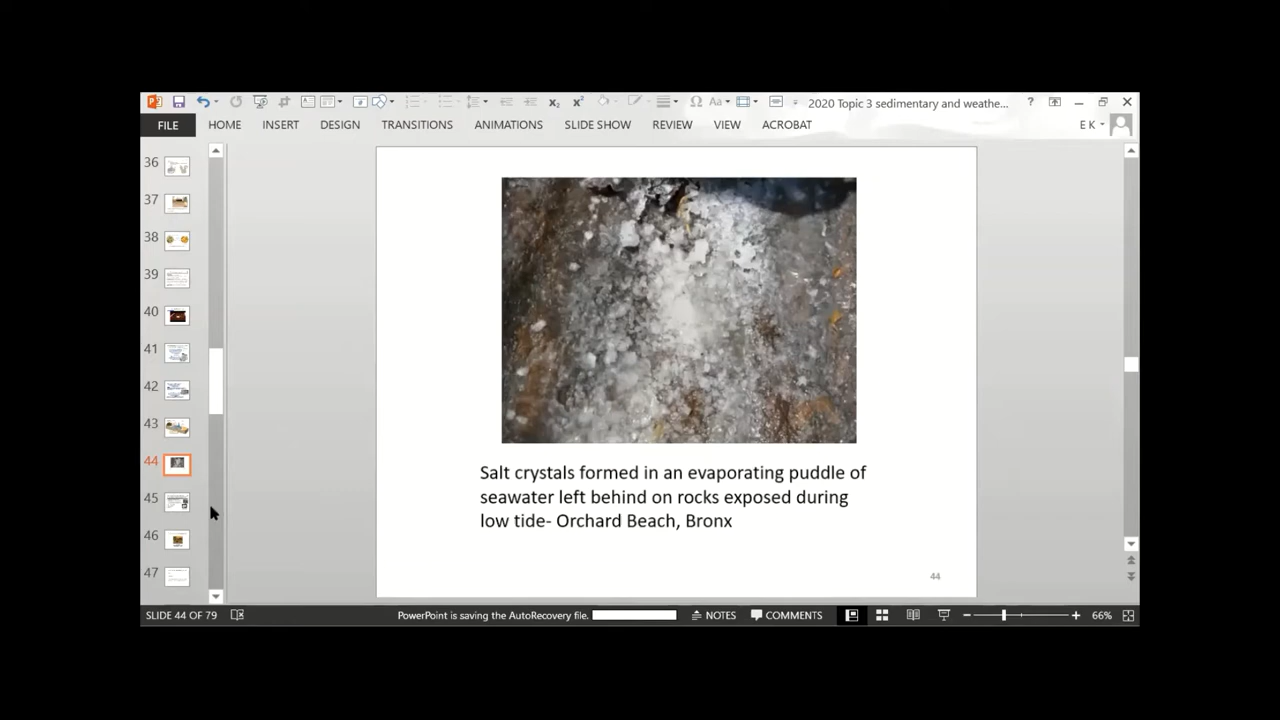 2020 Topic 3 sedimentary and weathe...
?
FILE
HOME
INSERT
DESIGN
TRANSITIONS
ANIMATIONS
SLIDE SHOW
REVIEW
VIEW
ACROBAT
E K
36
37
38
39
40
41
42
43
44
45
46
47
Salt crystals formed in an evaporating puddle of
seawater left behind on rocks exposed during
low tide- Orchard Beach, Bronx
44
SLIDE 44 OF 79
PowerPoint is saving the AutoRecovery file.
NOTES
COMMENTS
66%